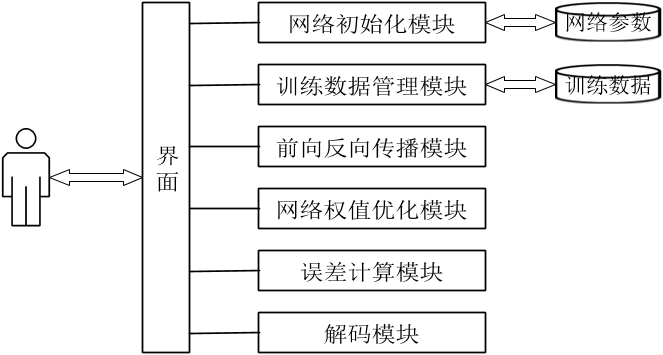 网络初始化模块
网络参数
训练数据管理模块
训练数据
界面
前向反向传播模块
网络权值优化模块
误差计算模块
解码模块